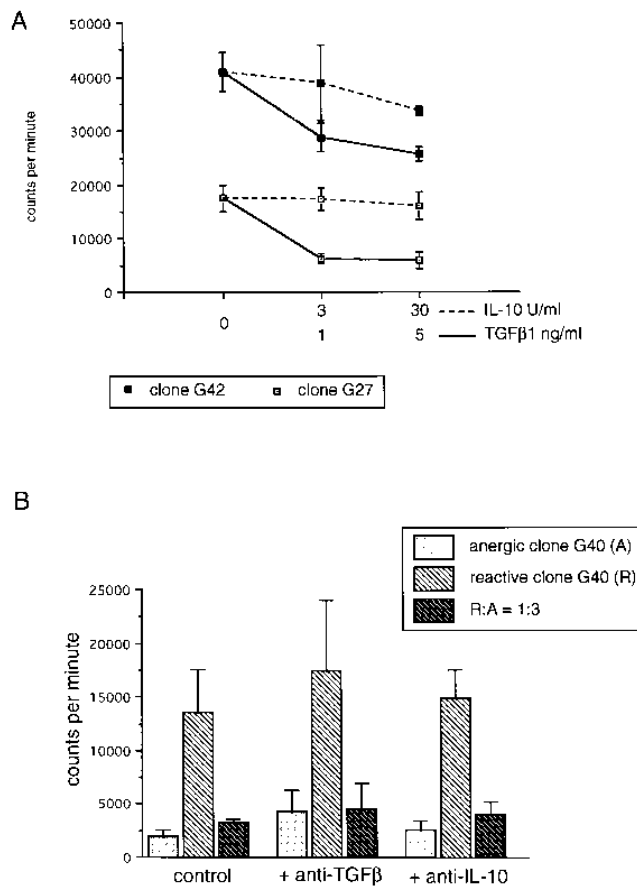 A
50000
40000
30000
20000
10000
0
counts per minute
0
3
30
IL-10 U/ml
1
5
TGFβ1 ng/ml
clone G42
clone G27
B
anergic clone G40 (A)
reactive clone G40 (R)
R:A = 1:3
25000
20000
15000
10000
5000
0
counts per minute
control
+ anti-TGFβ
+ anti-IL-10